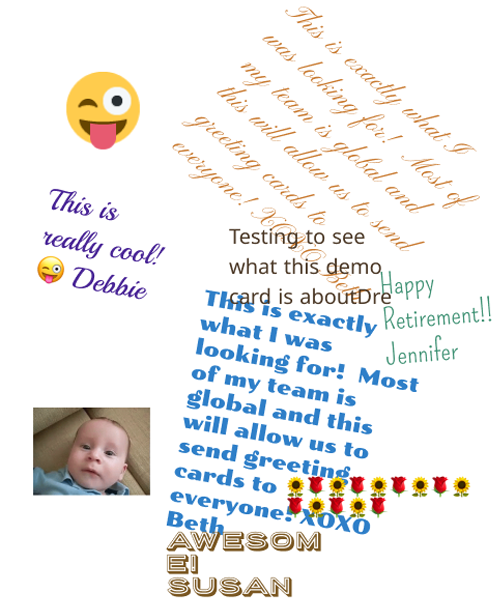 This is exactly what I
was looking for!  Most of
my team is global and
this will allow us to send
greeting cards to
everyone! XOXO Beth
This is
really cool!
😜 Debbie
Testing to see
what this demo
card is aboutDre
Happy
Retirement!!
Jennifer
This is exactly
what I was
looking for!  Most
of my team is
global and this
will allow us to
send greeting
cards to
everyone! XOXO
Beth
AWESOM
E!
SUSAN